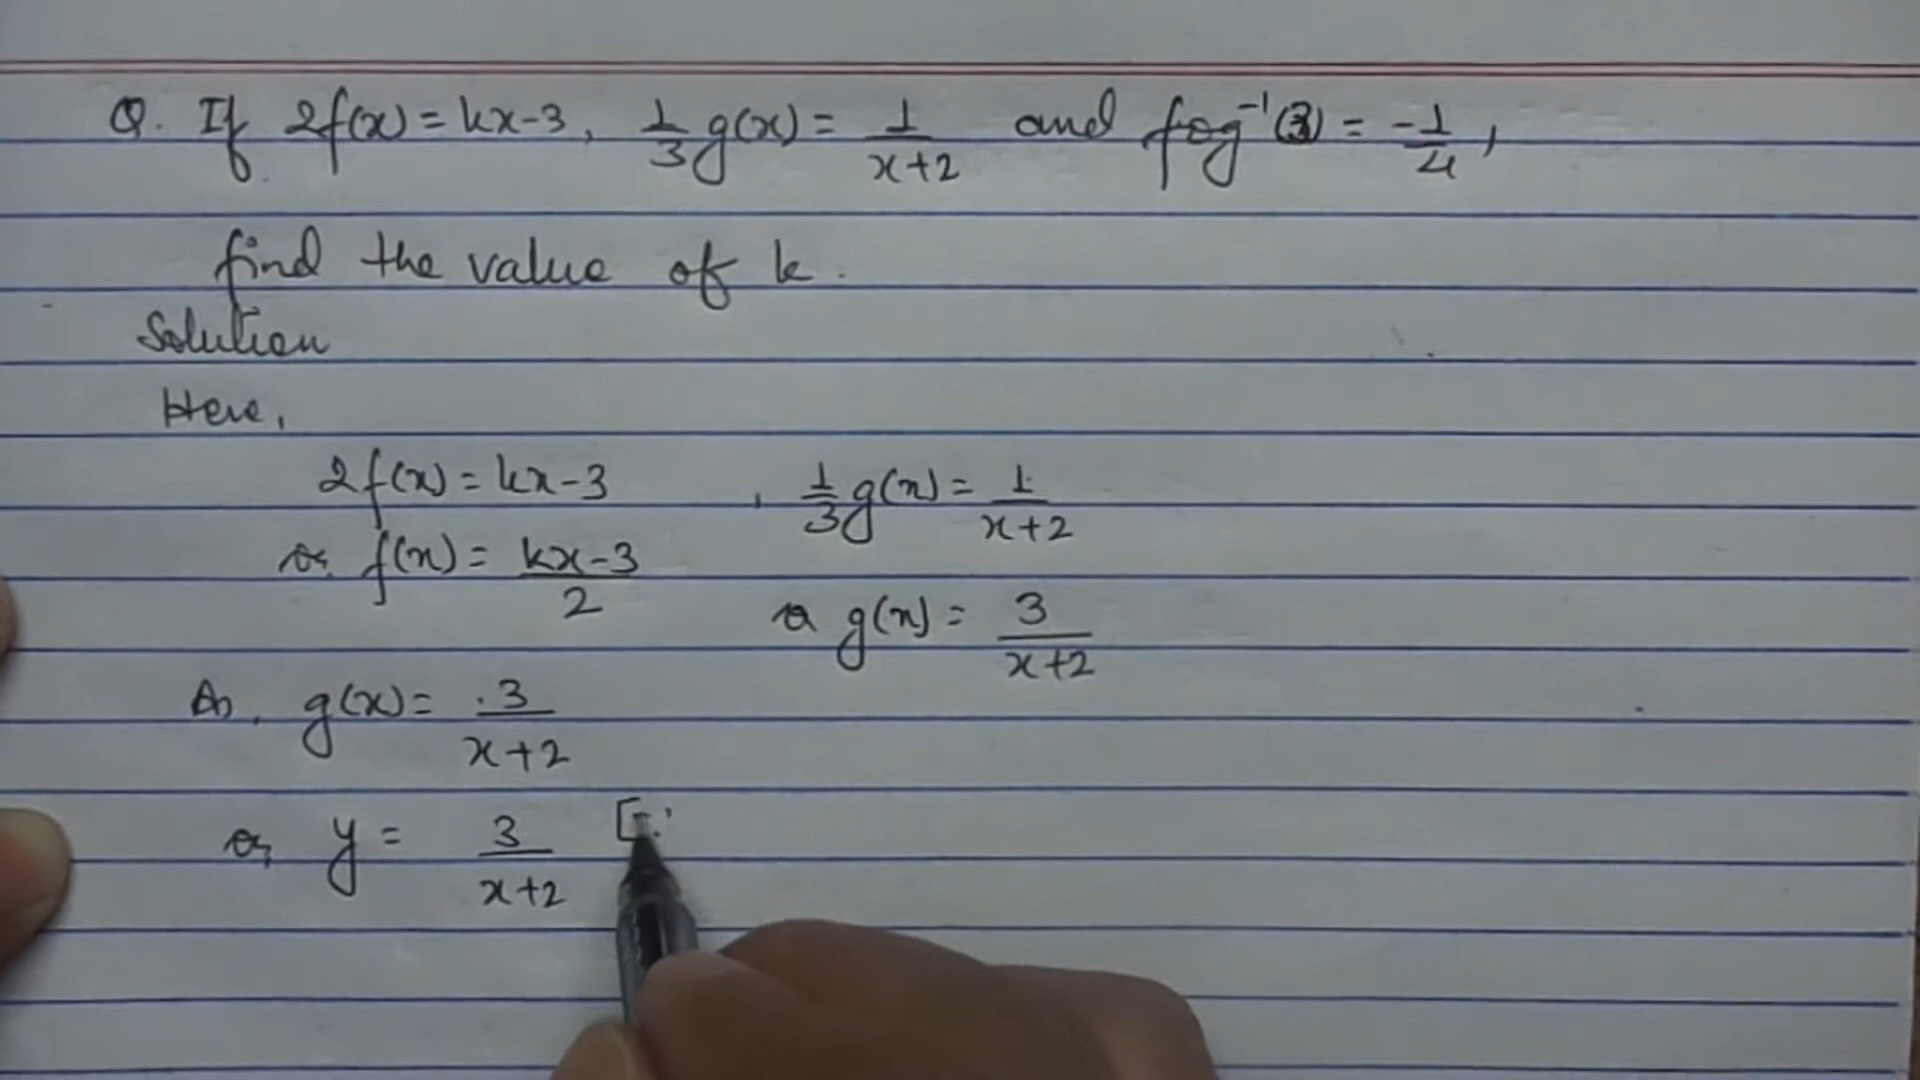 Q. If 2f(x) = kx-3, 1/3 g(x) = 1/x+2 and fog⁻¹(3) = -1/4,
find the value of k.
Solution
Here,
2f(x) = kx-3 , 1/3 g(x) = 1/x+2
or, f(x) = kx-3/2
or g(x) = 3/x+2
As, g(x) = 3/x+2
or, y = 3/x+2 [∵